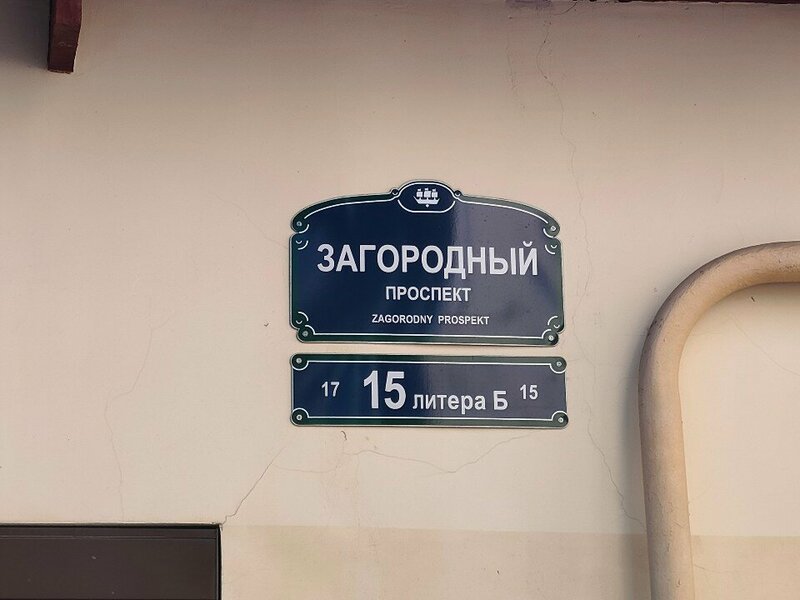 ЗАГОРОДНЫЙ
ПРОСПЕКТ
ZAGORODNY PROSPEKT
17 15 литера Б 15